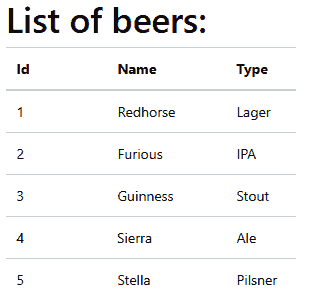 List of beers:
Id Name Type
1 Redhorse Lager
2 Furious IPA
3 Guinness Stout
4 Sierra Ale
5 Stella Pilsner